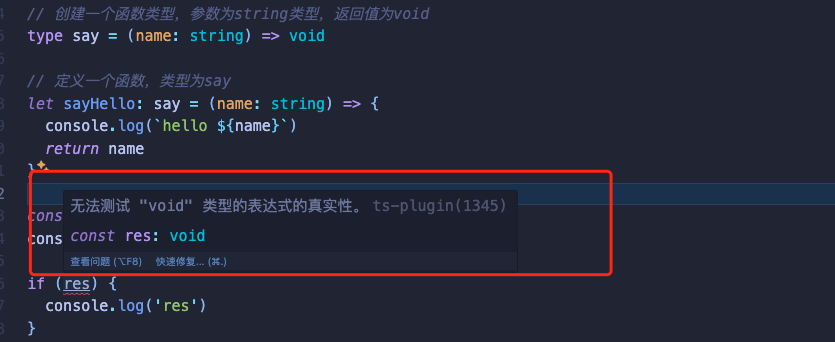 // 创建一个函数类型，参数为string类型，返回值为void
type say = (name: string) => void
// 定义一个函数，类型为say
let sayHello: say = (name: string) => {
console.log(`hello ${name}`)
return name
}
无法测试 "void" 类型的表达式的真实性。 ts-plugin(1345)
const res: void
查看问题 (⌥F8) 快速修复... (⌘.)
if (res) {
console.log('res')
}